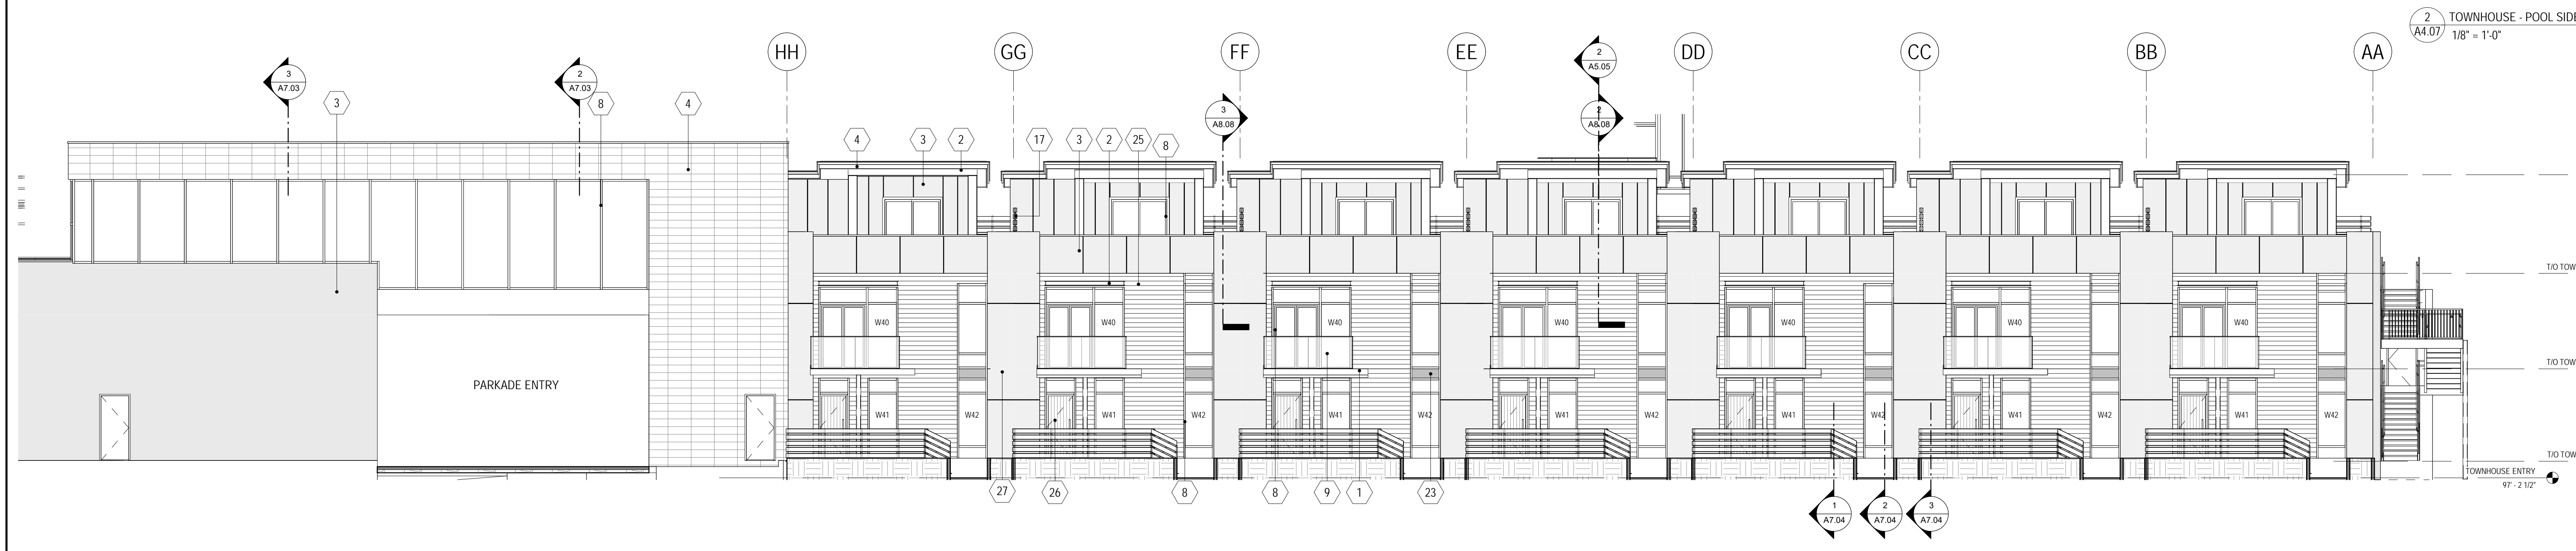 2 TOWNHOUSE - POOL SIDE
A4.07 1/8" = 1'-0"
HH GG FF EE DD CC BB AA
2
A5.05
3
A7.03
2
A7.03
3
A8.08
2
A8.08
3 8 4
4 3 2 17 3 2 25 8
T/O TOW
W40 W40 W40 W40 W40 W40 W40
T/O TOW
PARKADE ENTRY
W41 W42 W41 W42 W41 W42 W41 W42 W41 W42 W41 W42 W41 W42
T/O TOW
TOWNHOUSE ENTRY
97' - 2 1/2"
27 26 8 8 9 1 23
1
A7.04
2
A7.04
3
A7.04